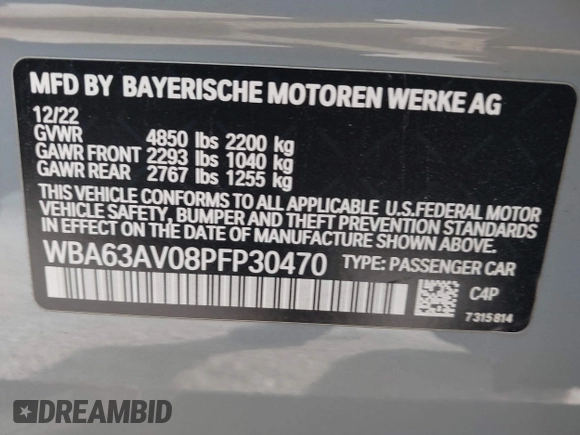 MFD BY BAYERISCHE MOTOREN WERKE AG
12/22
GVWR 4850 lbs 2200 kg
GAWR FRONT 2293 lbs 1040 kg
GAWR REAR 2767 lbs 1255 kg
THIS VEHICLE CONFORMS TO ALL APPLICABLE U.S.FEDERAL MOTOR
VEHICLE SAFETY, BUMPER AND THEFT PREVENTION STANDARDS
IN EFFECT ON THE DATE OF MANUFACTURE SHOWN ABOVE
WBA63AV08PFP30470 TYPE: PASSENGER CAR
C4P
7315814
DREAMBID